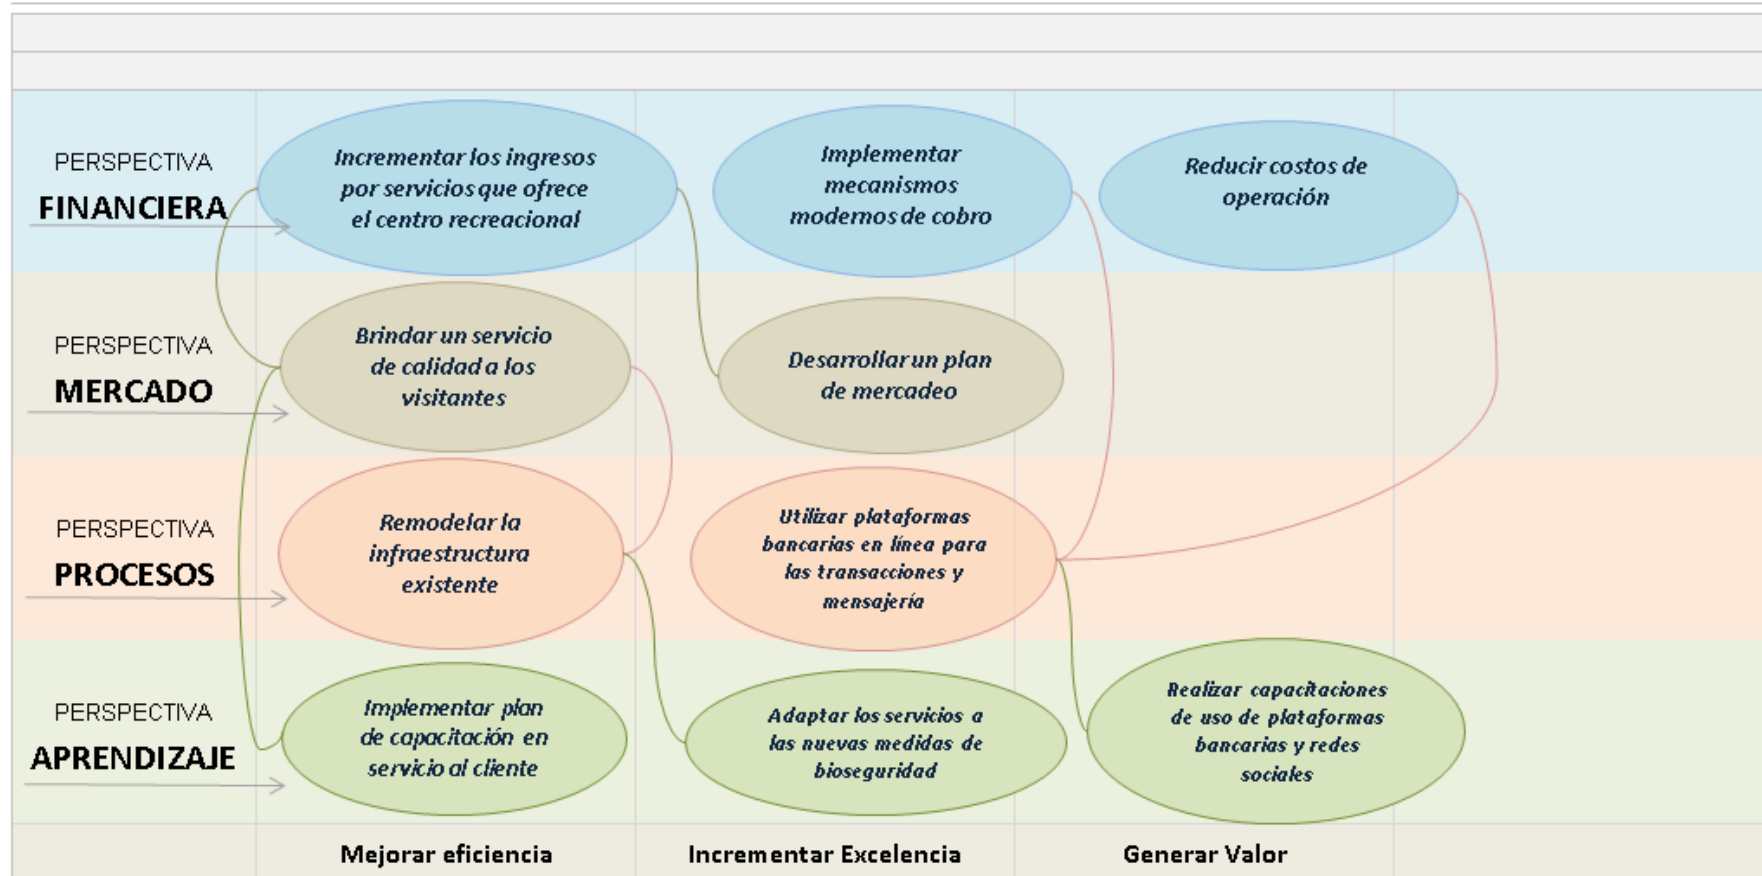 PERSPECTIVA
FINANCIERA
Incrementar los ingresos
por servicios que ofrece
el centro recreacional
Implementar
mecanismos
modernos de cobro
Reducir costos de
operación
PERSPECTIVA
MERCADO
Brindar un servicio
de calidad a los
visitantes
Desarrollar un plan
de mercadeo
PERSPECTIVA
PROCESOS
Remodelar la
infraestructura
existente
Utilizar plataformas
bancarias en línea para
las transacciones y
mensajería
PERSPECTIVA
APRENDIZAJE
Implementar plan
de capacitación en
servicio al cliente
Adaptar los servicios a
las nuevas medidas de
bioseguridad
Realizar capacitaciones
de uso de plataformas
bancarias y redes
sociales
Mejorar eficiencia
Incrementar Excelencia
Generar Valor